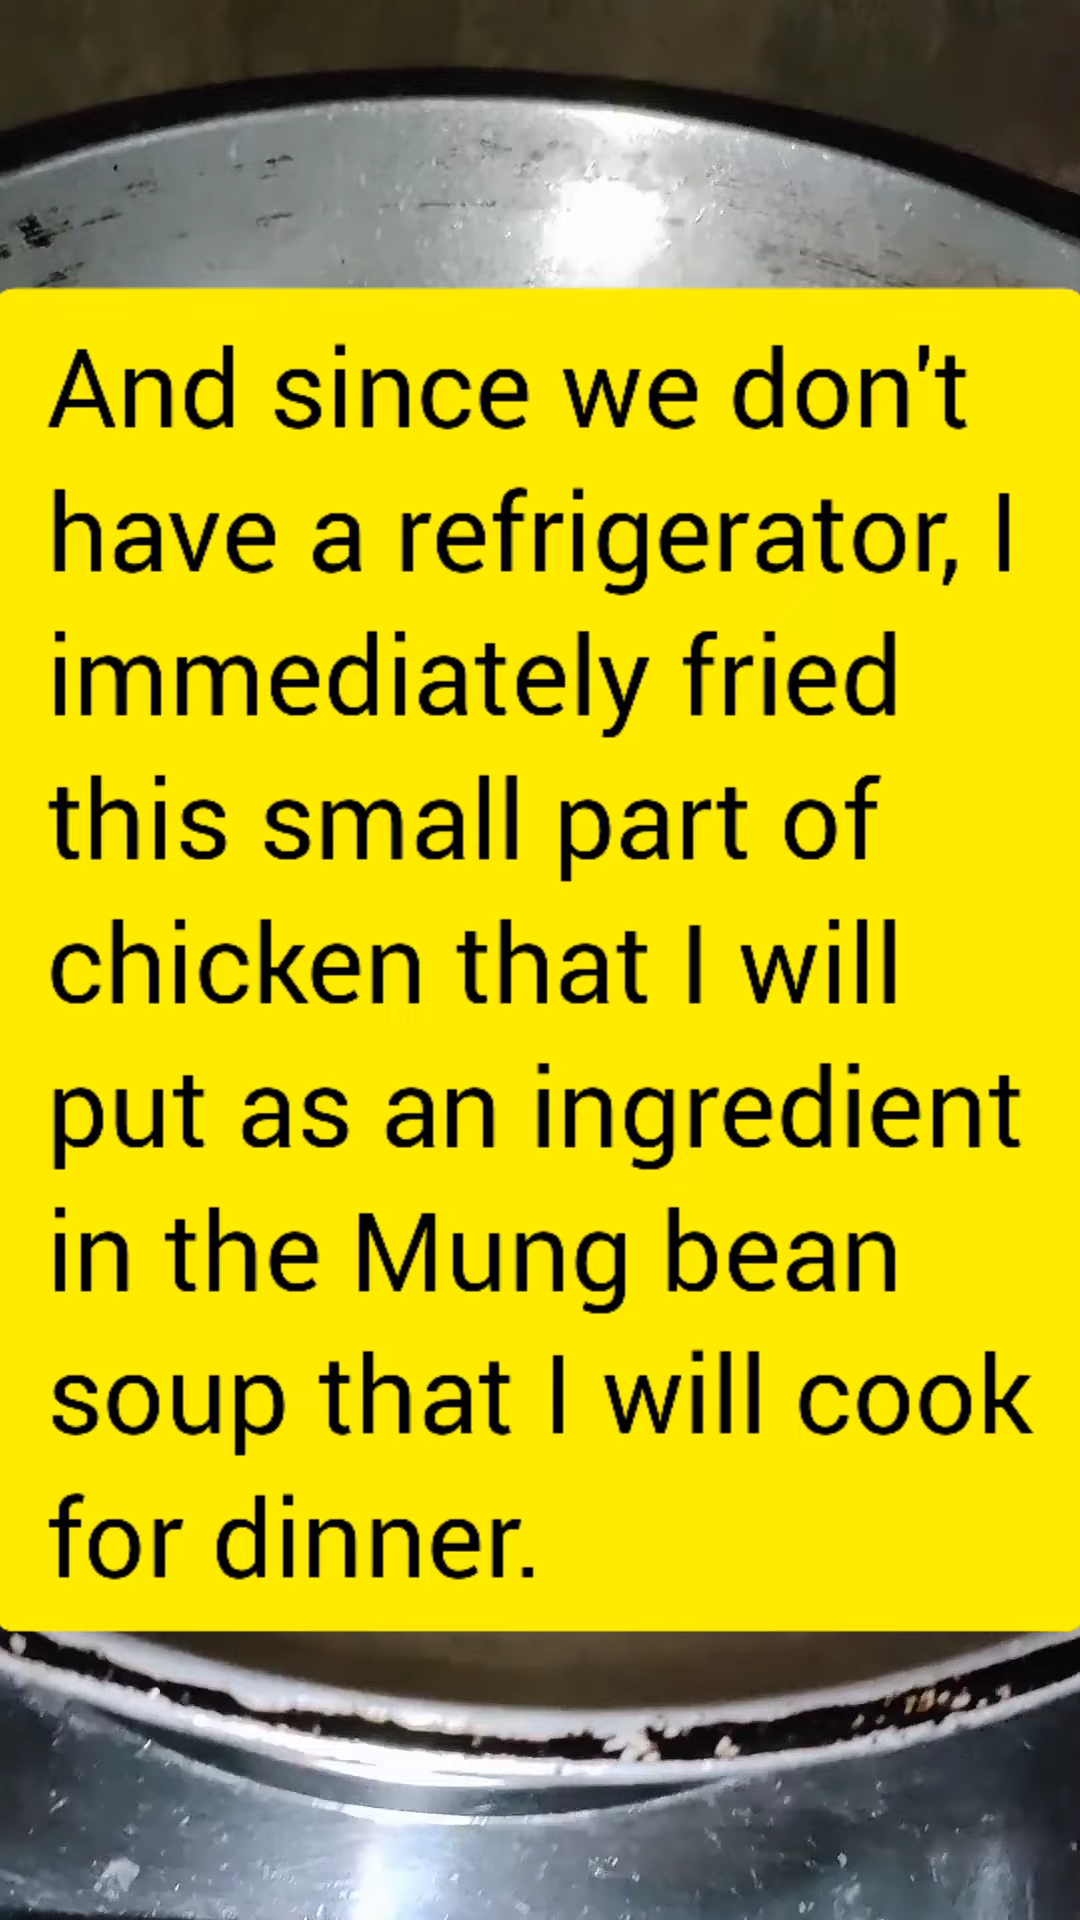 And since we don't
have a refrigerator, I
immediately fried
this small part of
chicken that I will
put as an ingredient
in the Mung bean
soup that I will cook
for dinner.